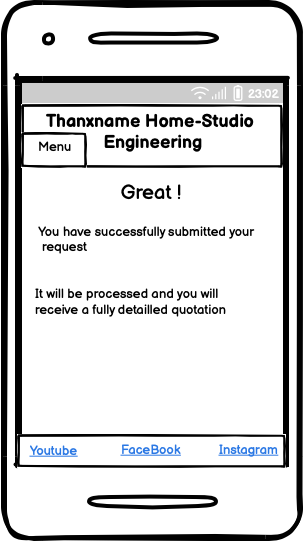 23:02
Thanxname Home-Studio
Engineering
Menu
Great !
You have successfully submitted your
request
It will be processed and you will
receive a fully detailled quotation
Youtube FaceBook Instagram